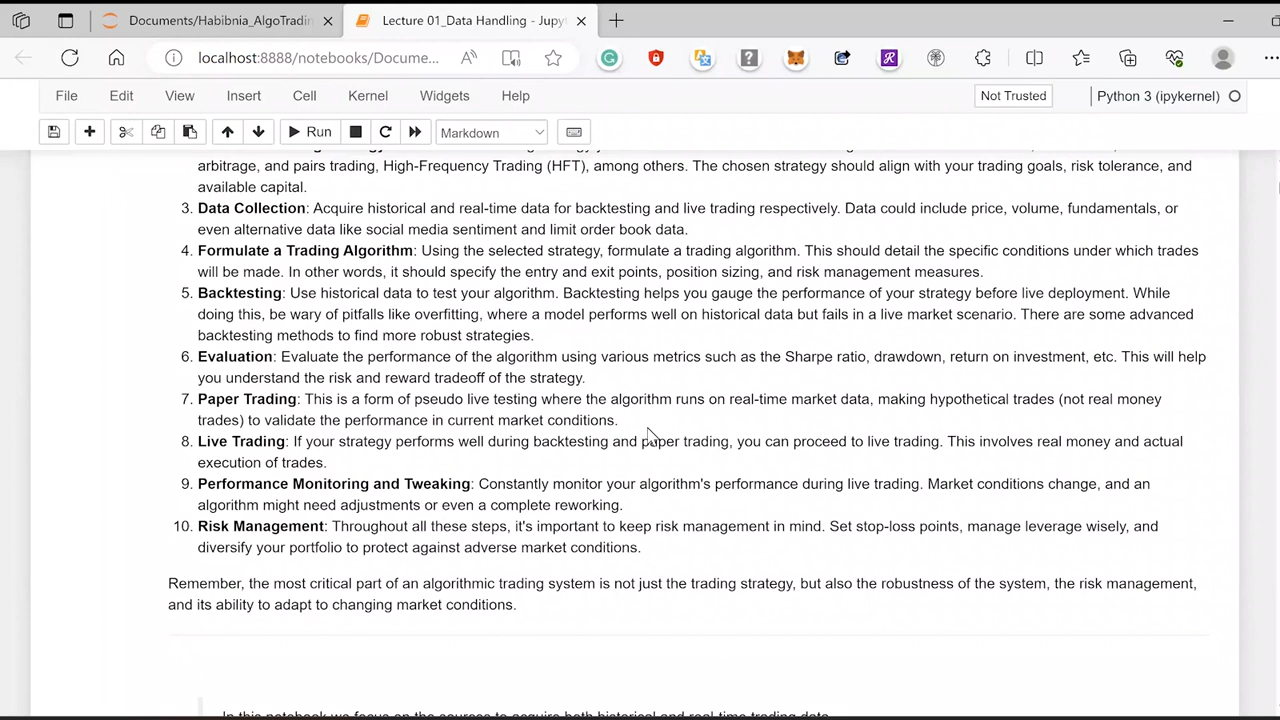 Documents/Habibnia_AlgoTradin
Lecture 01_Data Handling - Jupyt
localhost:8888/notebooks/Docume...
File Edit View Insert Cell Kernel Widgets Help
Not Trusted
Python 3 (ipykernel)
Run
Markdown
arbitrage, and pairs trading, High-Frequency Trading (HFT), among others. The chosen strategy should align with your trading goals, risk tolerance, and
available capital.
3. Data Collection: Acquire historical and real-time data for backtesting and live trading respectively. Data could include price, volume, fundamentals, or
even alternative data like social media sentiment and limit order book data.
4. Formulate a Trading Algorithm: Using the selected strategy, formulate a trading algorithm. This should detail the specific conditions under which trades
will be made. In other words, it should specify the entry and exit points, position sizing, and risk management measures.
5. Backtesting: Use historical data to test your algorithm. Backtesting helps you gauge the performance of your strategy before live deployment. While
doing this, be wary of pitfalls like overfitting, where a model performs well on historical data but fails in a live market scenario. There are some advanced
backtesting methods to find more robust strategies.
6. Evaluation: Evaluate the performance of the algorithm using various metrics such as the Sharpe ratio, drawdown, return on investment, etc. This will help
you understand the risk and reward tradeoff of the strategy.
7. Paper Trading: This is a form of pseudo live testing where the algorithm runs on real-time market data, making hypothetical trades (not real money
trades) to validate the performance in current market conditions.
8. Live Trading: If your strategy performs well during backtesting and paper trading, you can proceed to live trading. This involves real money and actual
execution of trades.
9. Performance Monitoring and Tweaking: Constantly monitor your algorithm's performance during live trading. Market conditions change, and an
algorithm might need adjustments or even a complete reworking.
10. Risk Management: Throughout all these steps, it's important to keep risk management in mind. Set stop-loss points, manage leverage wisely, and
diversify your portfolio to protect against adverse market conditions.
Remember, the most critical part of an algorithmic trading system is not just the trading strategy, but also the robustness of the system, the risk management,
and its ability to adapt to changing market conditions.
In this notebook we focus on the sources to acquire both historical and real-time trading data